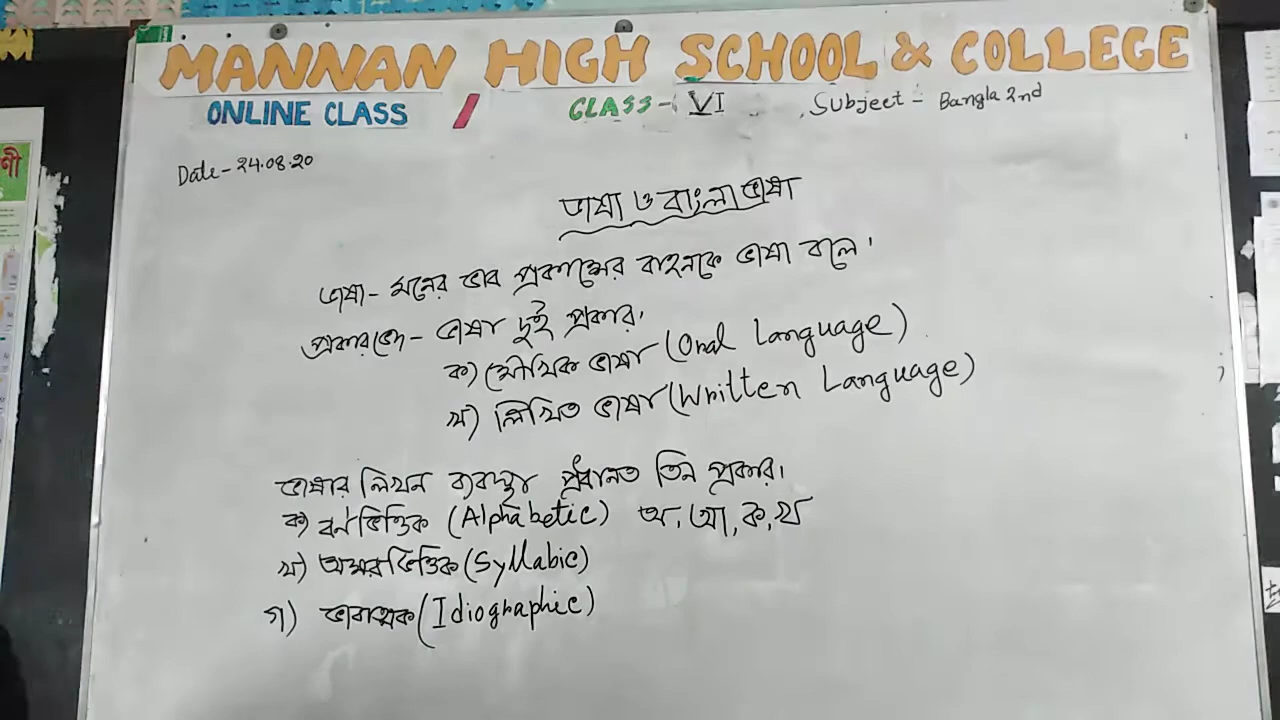 MANNAN HIGH SCHOOL & COLLEGE
ONLINE CLASS / CLASS-VI Subject - Bangla 2nd
Date-24.08.20
ভাষা ও বাংলা ভাষা
ভাষা- মনের ভাব প্রকাশের বাহনকে ভাষা বলে।
প্রকারভেদ- ভাষা দুই প্রকার।
ক) মৌখিক ভাষা (Oral Language)
খ) লিখিত ভাষা (Written Language)
ভাষার লিখন ব্যবস্থা প্রধানত তিন প্রকার।
ক) বর্ণভিত্তিক (Alphabetic) অ, আ, ক, খ
খ) অক্ষরভিত্তিক (Syllabic)
গ) ভাবাত্মক (Idiographic)